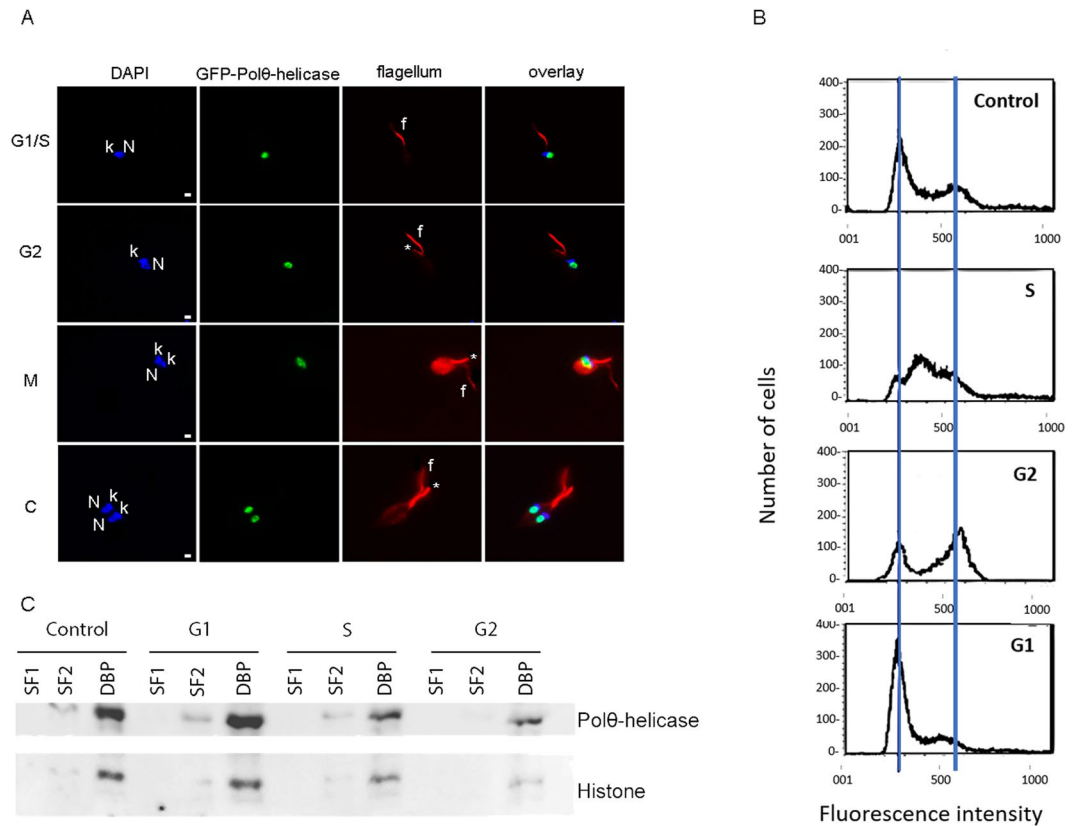 A
DAPI GFP-Polθ-helicase flagellum overlay
G1/S
k N
f
G2
k N
* f
M
k k
N
*
f
C
N k
N k
f
*
B
400-
300-
200-
100-
0-
001 500 1000
Control
400-
300-
200-
100-
0-
001 500 1000
S
400-
300-
200-
100-
0-
001 500 1000
G2
400-
300-
200-
100-
0-
001 500 1000
G1
Number of cells
Fluorescence intensity
C
Control G1 S G2
SF1 SF2 DBP SF1 SF2 DBP SF1 SF2 DBP SF1 SF2 DBP
Polθ-helicase
Histone